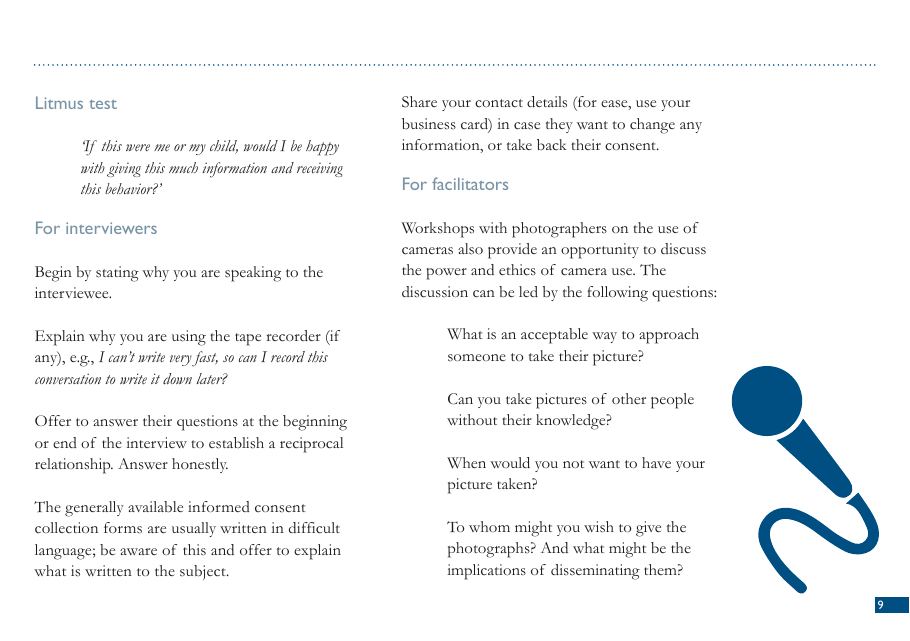 Litmus test
‘If this were me or my child, would I be happy
with giving this much information and receiving
this behavior?’
For interviewers
Begin by stating why you are speaking to the
interviewee.
Explain why you are using the tape recorder (if
any), e.g., I can’t write very fast, so can I record this
conversation to write it down later?
Offer to answer their questions at the beginning
or end of the interview to establish a reciprocal
relationship. Answer honestly.
The generally available informed consent
collection forms are usually written in difficult
language; be aware of this and offer to explain
what is written to the subject.
Share your contact details (for ease, use your
business card) in case they want to change any
information, or take back their consent.
For facilitators
Workshops with photographers on the use of
cameras also provide an opportunity to discuss
the power and ethics of camera use. The
discussion can be led by the following questions:
What is an acceptable way to approach
someone to take their picture?
Can you take pictures of other people
without their knowledge?
When would you not want to have your
picture taken?
To whom might you wish to give the
photographs? And what might be the
implications of disseminating them?
9